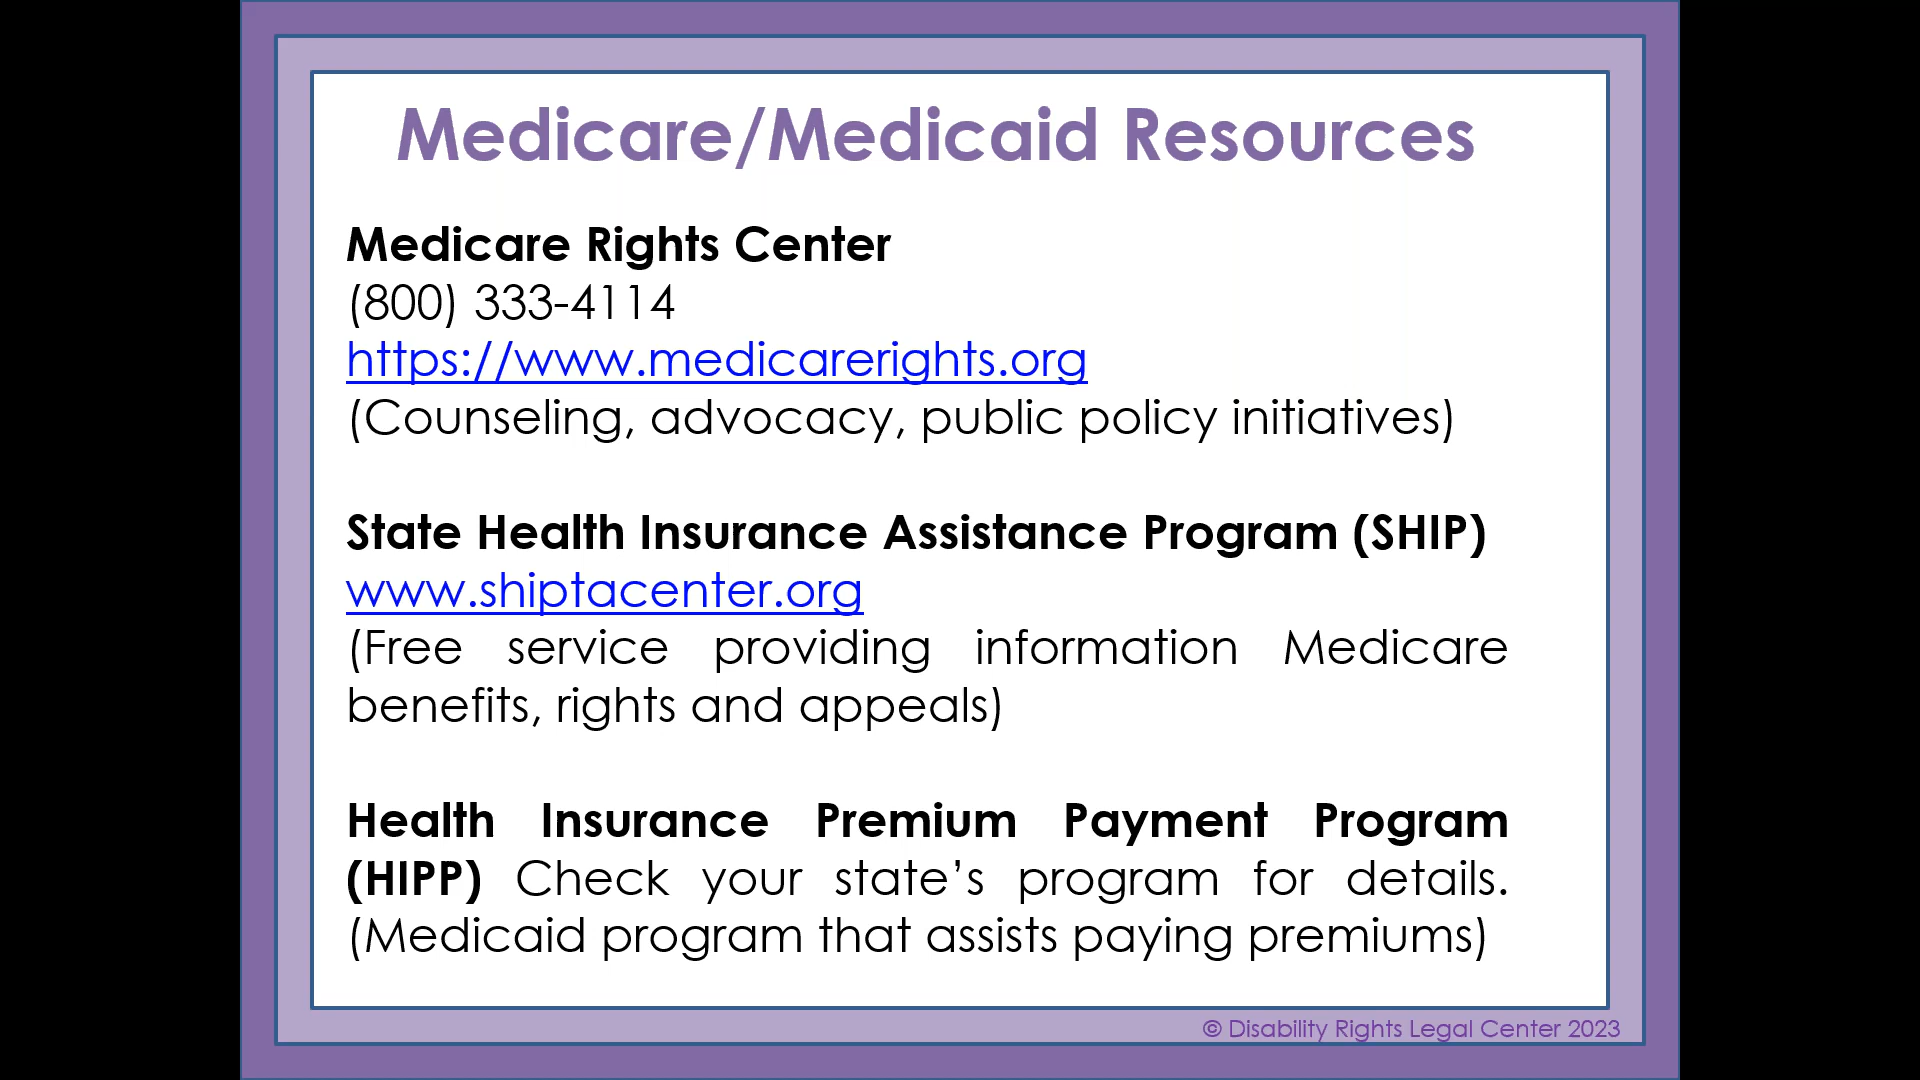 Medicare/Medicaid Resources
Medicare Rights Center
(800) 333-4114
https://www.medicarerights.org
(Counseling, advocacy, public policy initiatives)
State Health Insurance Assistance Program (SHIP)
www.shiptacenter.org
(Free service providing information Medicare
benefits, rights and appeals)
Health Insurance Premium Payment Program
(HIPP) Check your state’s program for details.
(Medicaid program that assists paying premiums)
© Disability Rights Legal Center 2023